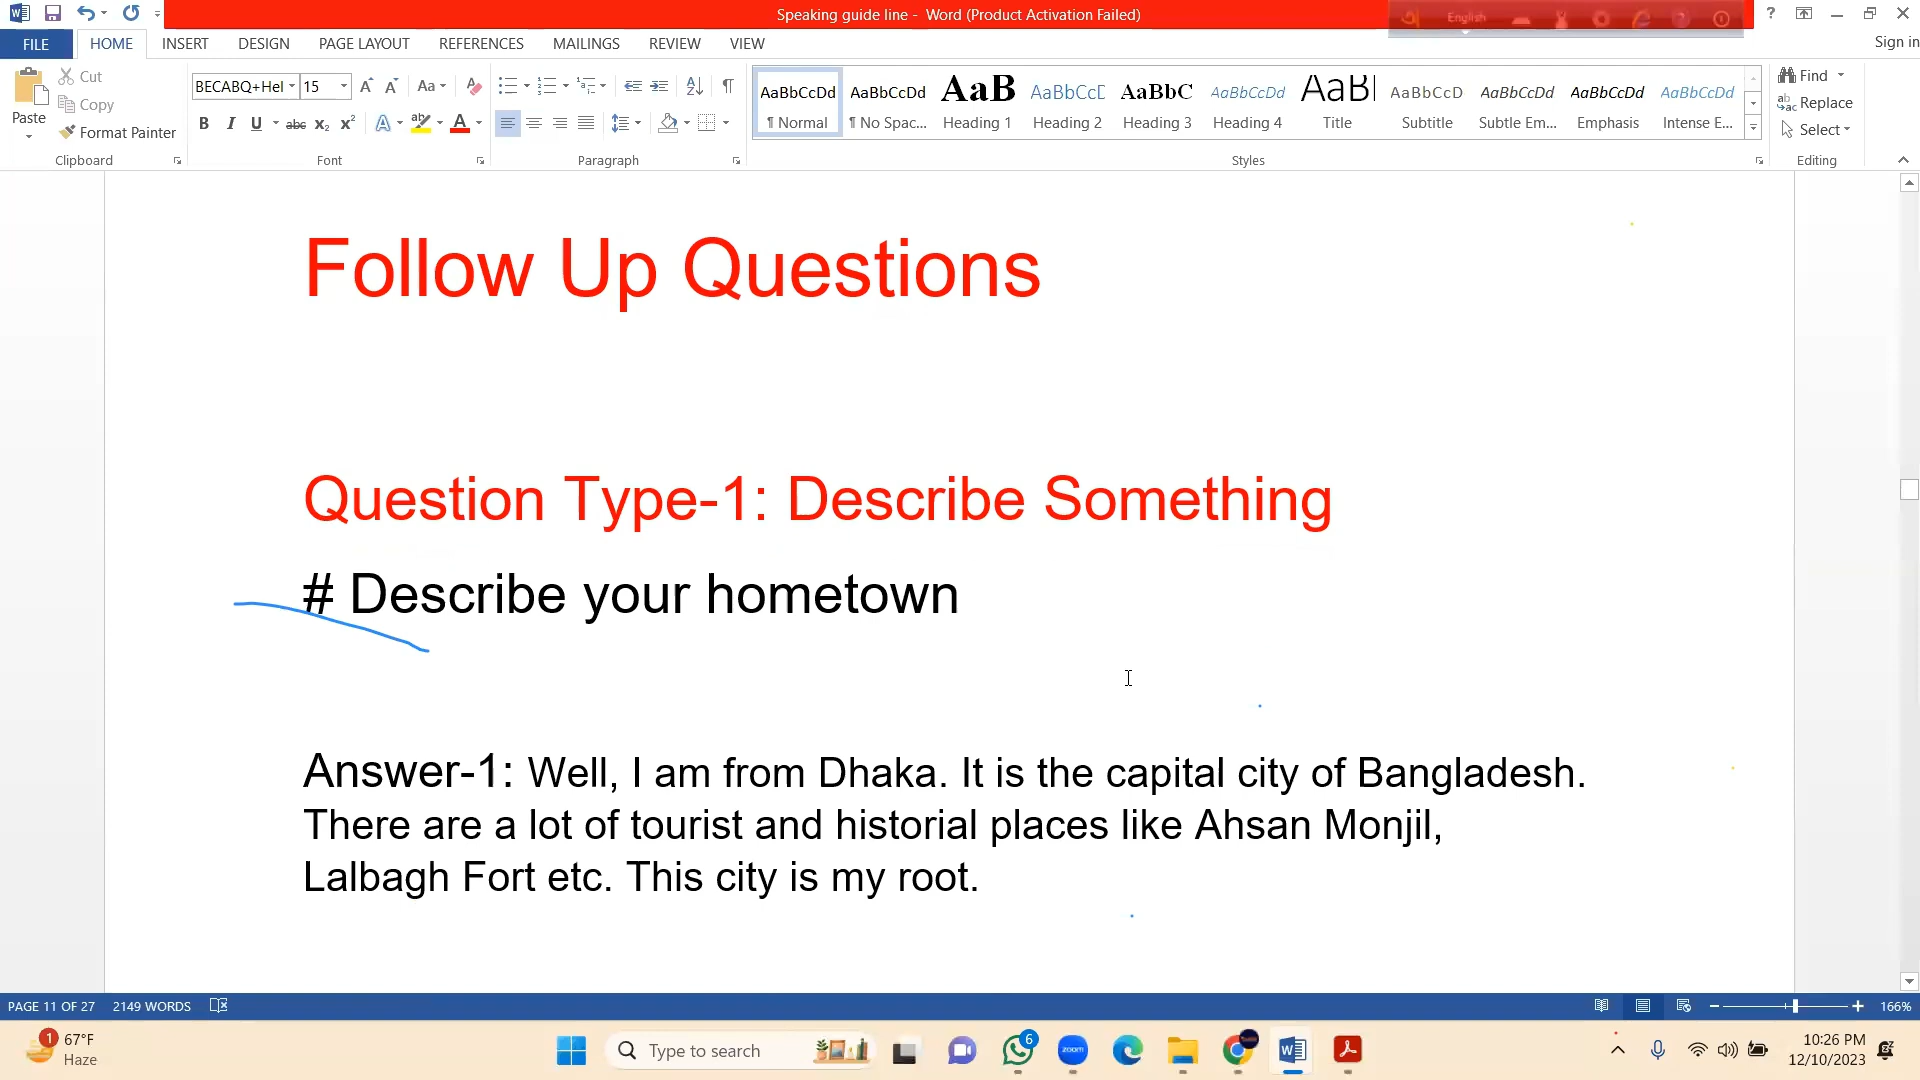 Speaking guide line - Word (Product Activation Failed)
English
FILE HOME INSERT DESIGN PAGE LAYOUT REFERENCES MAILINGS REVIEW VIEW Sign in
Paste
Cut
Copy
Format Painter
Clipboard
BECABQ+Hel 15
Font
Paragraph
AaBbCcDd AaBbCcDd AaB AaBbCcD AaBbC AaBbCcDd AaBl AaBbCcD AaBbCcDd AaBbCcDd AaBbCcDd
¶ Normal ¶ No Spac... Heading 1 Heading 2 Heading 3 Heading 4 Title Subtitle Subtle Em... Emphasis Intense E...
Styles
Find
Replace
Select
Editing
Follow Up Questions
Question Type-1: Describe Something
# Describe your hometown
Answer-1: Well, I am from Dhaka. It is the capital city of Bangladesh.
There are a lot of tourist and historial places like Ahsan Monjil,
Lalbagh Fort etc. This city is my root.
PAGE 11 OF 27 2149 WORDS 166%
1 67°F
Haze
Type to search
6
zoom
10:26 PM
12/10/2023